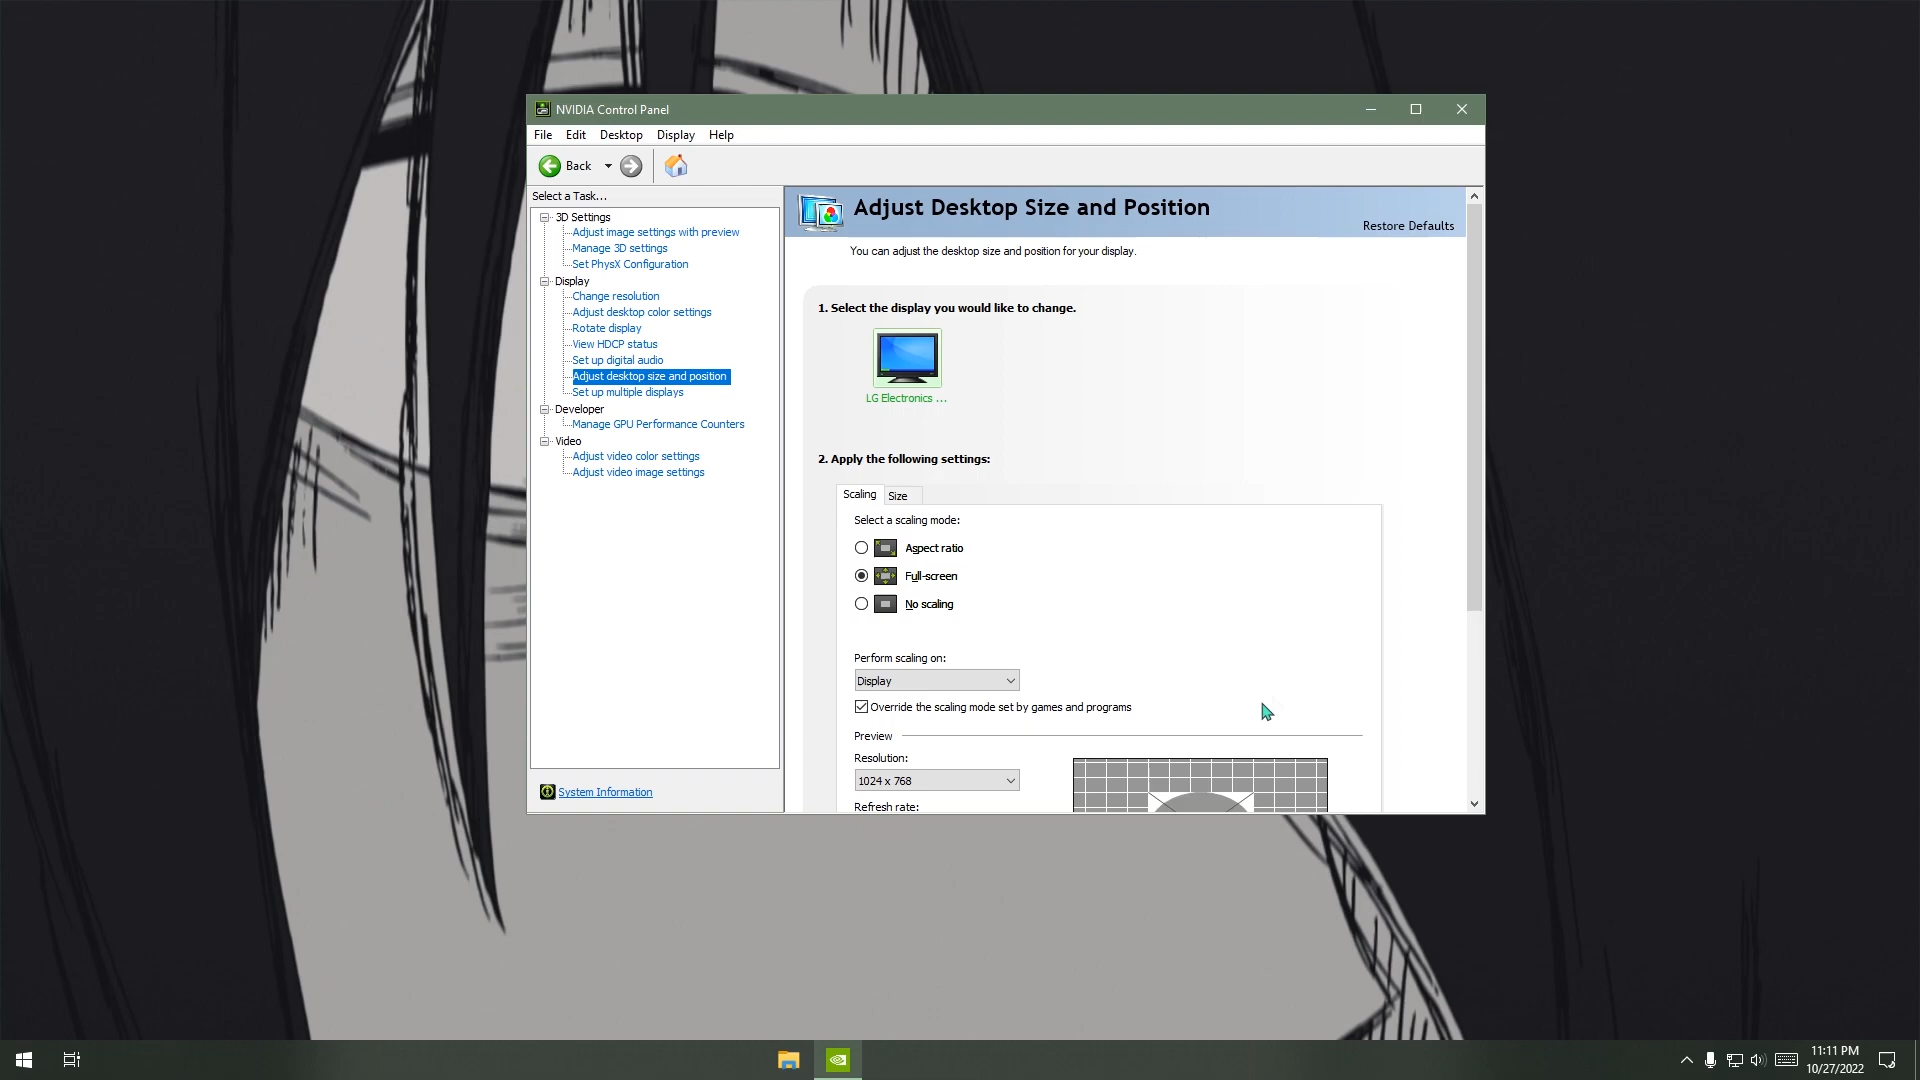 NVIDIA Control Panel
File Edit Desktop Display Help
Back
Select a Task...
3D Settings
Adjust image settings with preview
Manage 3D settings
Set PhysX Configuration
Display
Change resolution
Adjust desktop color settings
Rotate display
View HDCP status
Set up digital audio
Adjust desktop size and position
Set up multiple displays
Developer
Manage GPU Performance Counters
Video
Adjust video color settings
Adjust video image settings
System Information
Adjust Desktop Size and Position
Restore Defaults
You can adjust the desktop size and position for your display.
1. Select the display you would like to change.
LG Electronics ...
2. Apply the following settings:
Scaling Size
Select a scaling mode:
Aspect ratio
Full-screen
No scaling
Perform scaling on:
Display
Override the scaling mode set by games and programs
Preview
Resolution:
1024 x 768
Refresh rate:
11:11 PM
10/27/2022